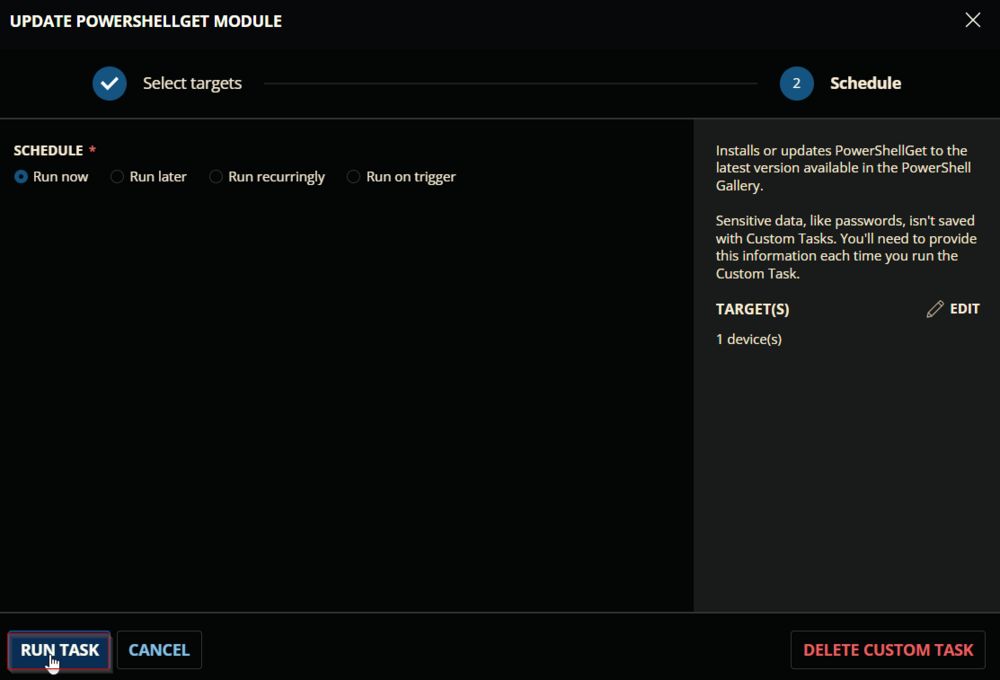 UPDATE POWERSHELLGET MODULE
Select targets
2
Schedule
SCHEDULE *
Run now
Run later
Run recurringly
Run on trigger
Installs or updates PowerShellGet to the
latest version available in the PowerShell
Gallery.
Sensitive data, like passwords, isn't saved
with Custom Tasks. You'll need to provide
this information each time you run the
Custom Task.
TARGET(S)
EDIT
1 device(s)
RUN TASK
CANCEL
DELETE CUSTOM TASK